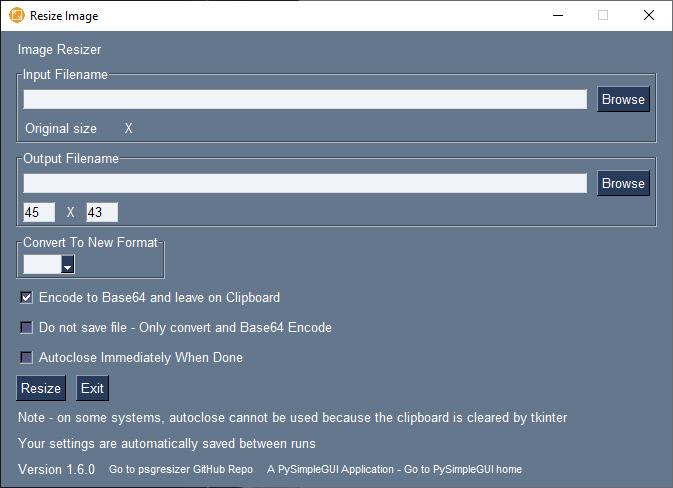 Resize Image
Image Resizer
Input Filename
Browse
Original size X
Output Filename
Browse
45 X 43
Convert To New Format
Encode to Base64 and leave on Clipboard
Do not save file - Only convert and Base64 Encode
Autoclose Immediately When Done
Resize Exit
Note - on some systems, autoclose cannot be used because the clipboard is cleared by tkinter
Your settings are automatically saved between runs
Version 1.6.0 Go to psgresizer GitHub Repo A PySimpleGUI Application - Go to PySimpleGUI home